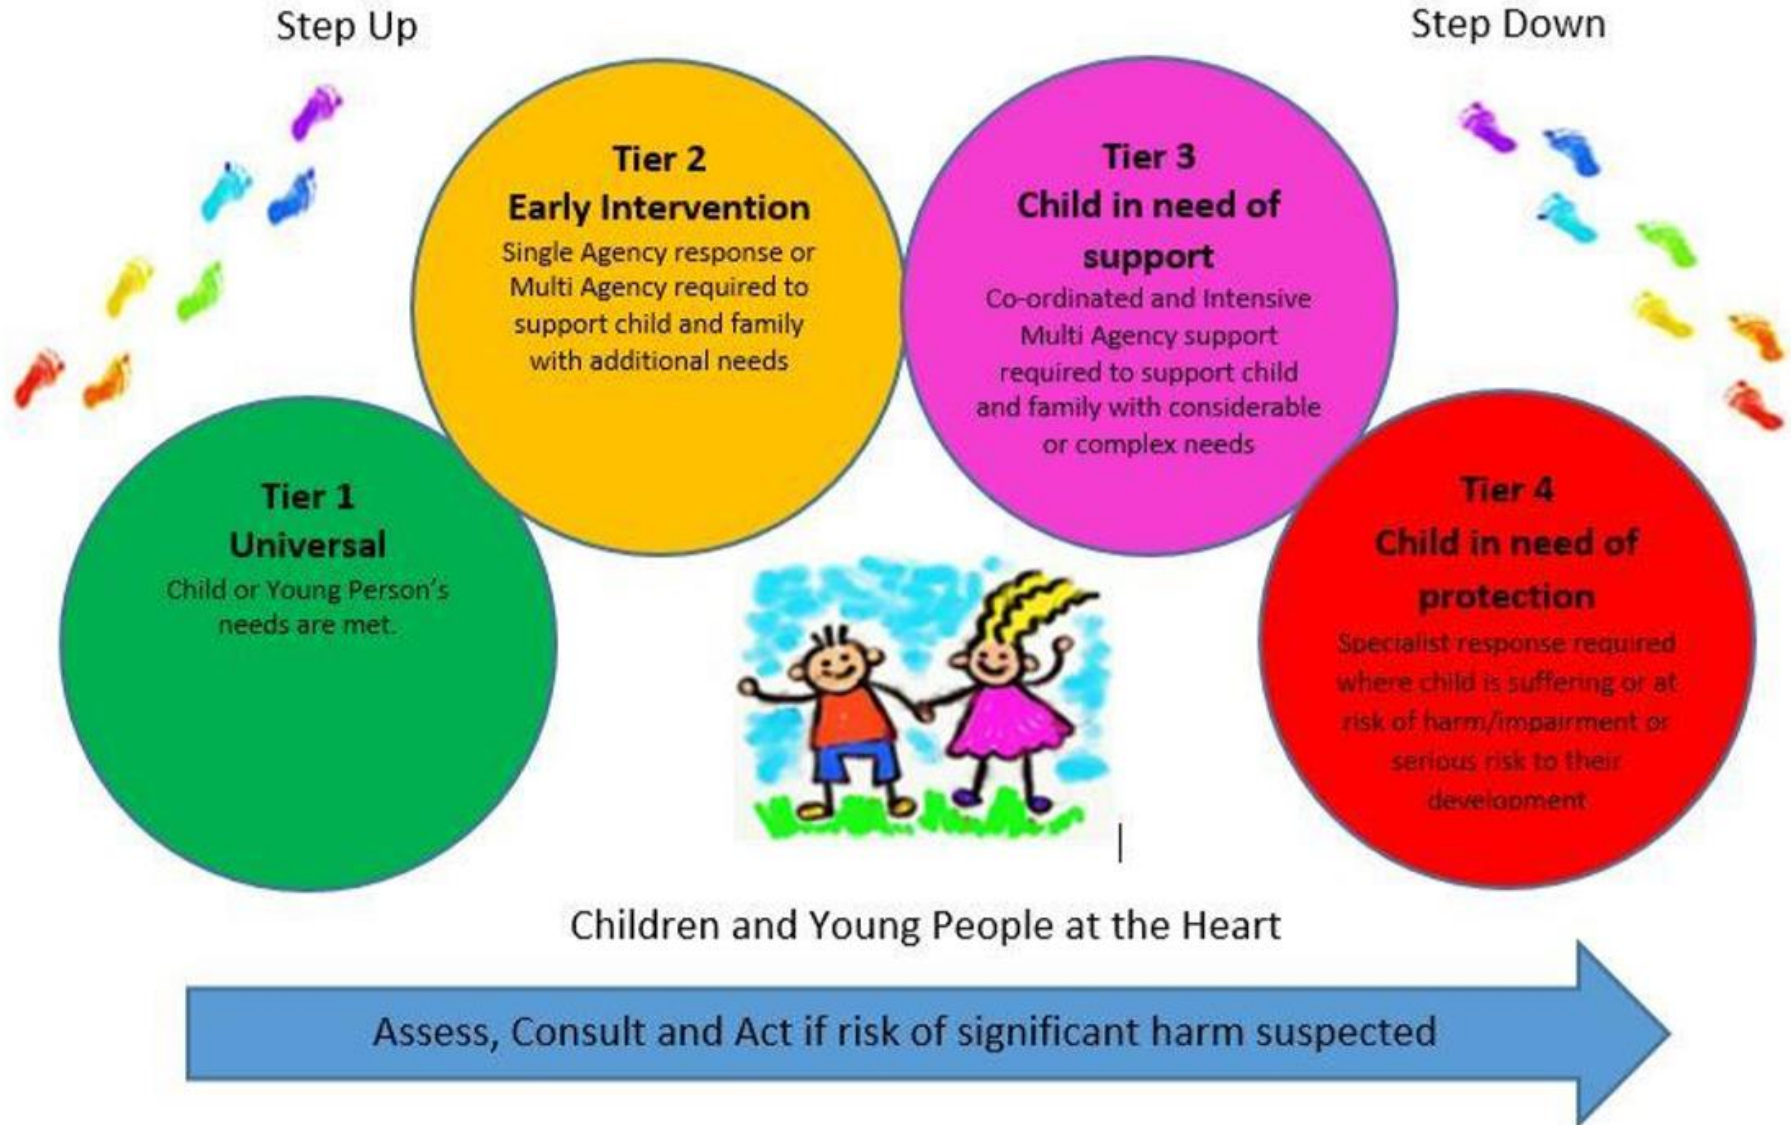 Step Up
Step Down
Tier 1
Universal
Child or Young Person's
needs are met.
Tier 2
Early Intervention
Single Agency response or
Multi Agency required to
support child and family
with additional needs
Tier 3
Child in need of
support
Co-ordinated and Intensive
Multi Agency support
required to support child
and family with considerable
or complex needs
Tier 4
Child in need of
protection
Specialist response required
where child is suffering or at
risk of harm/impairment or
serious risk to their
development
Children and Young People at the Heart
Assess, Consult and Act if risk of significant harm suspected